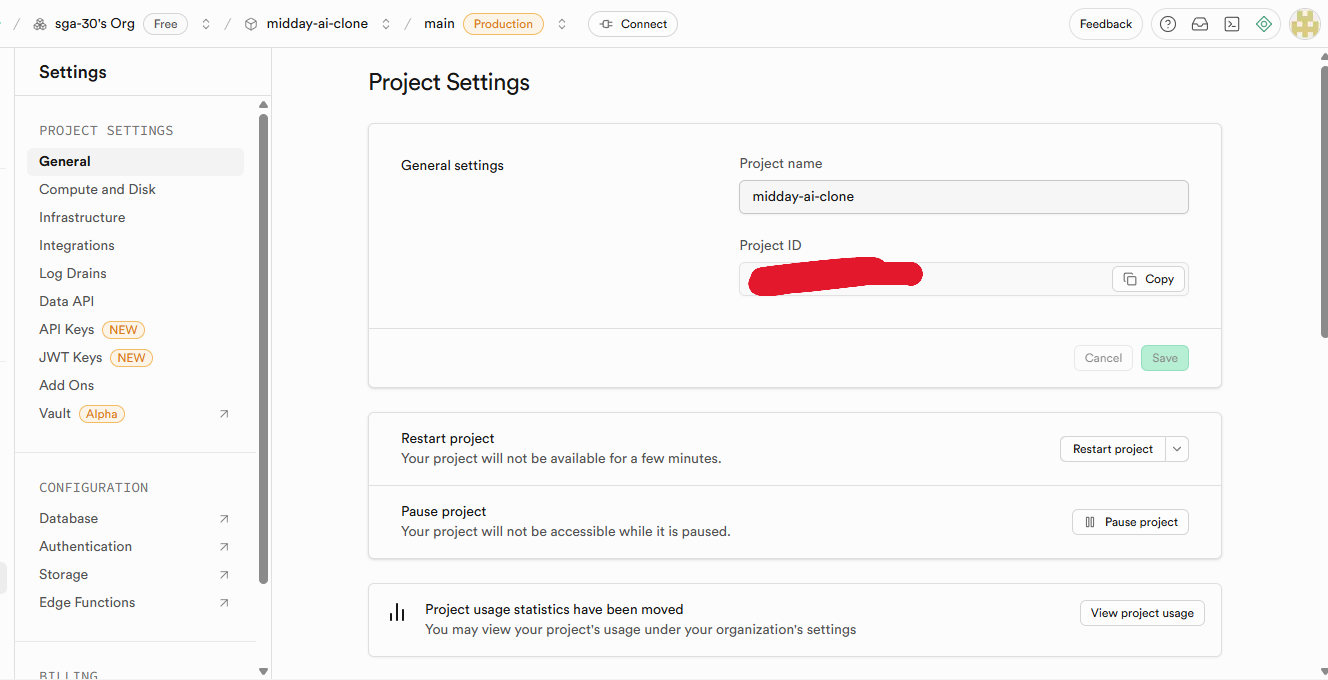 sga-30's Org Free / midday-ai-clone / main Production Connect Feedback
Settings
PROJECT SETTINGS
General
Compute and Disk
Infrastructure
Integrations
Log Drains
Data API
API Keys NEW
JWT Keys NEW
Add Ons
Vault Alpha
CONFIGURATION
Database
Authentication
Storage
Edge Functions
BILLING
Project Settings
General settings
Project name
midday-ai-clone
Project ID
Copy
Cancel Save
Restart project
Your project will not be available for a few minutes.
Restart project
Pause project
Your project will not be accessible while it is paused.
Pause project
Project usage statistics have been moved
You may view your project's usage under your organization's settings
View project usage